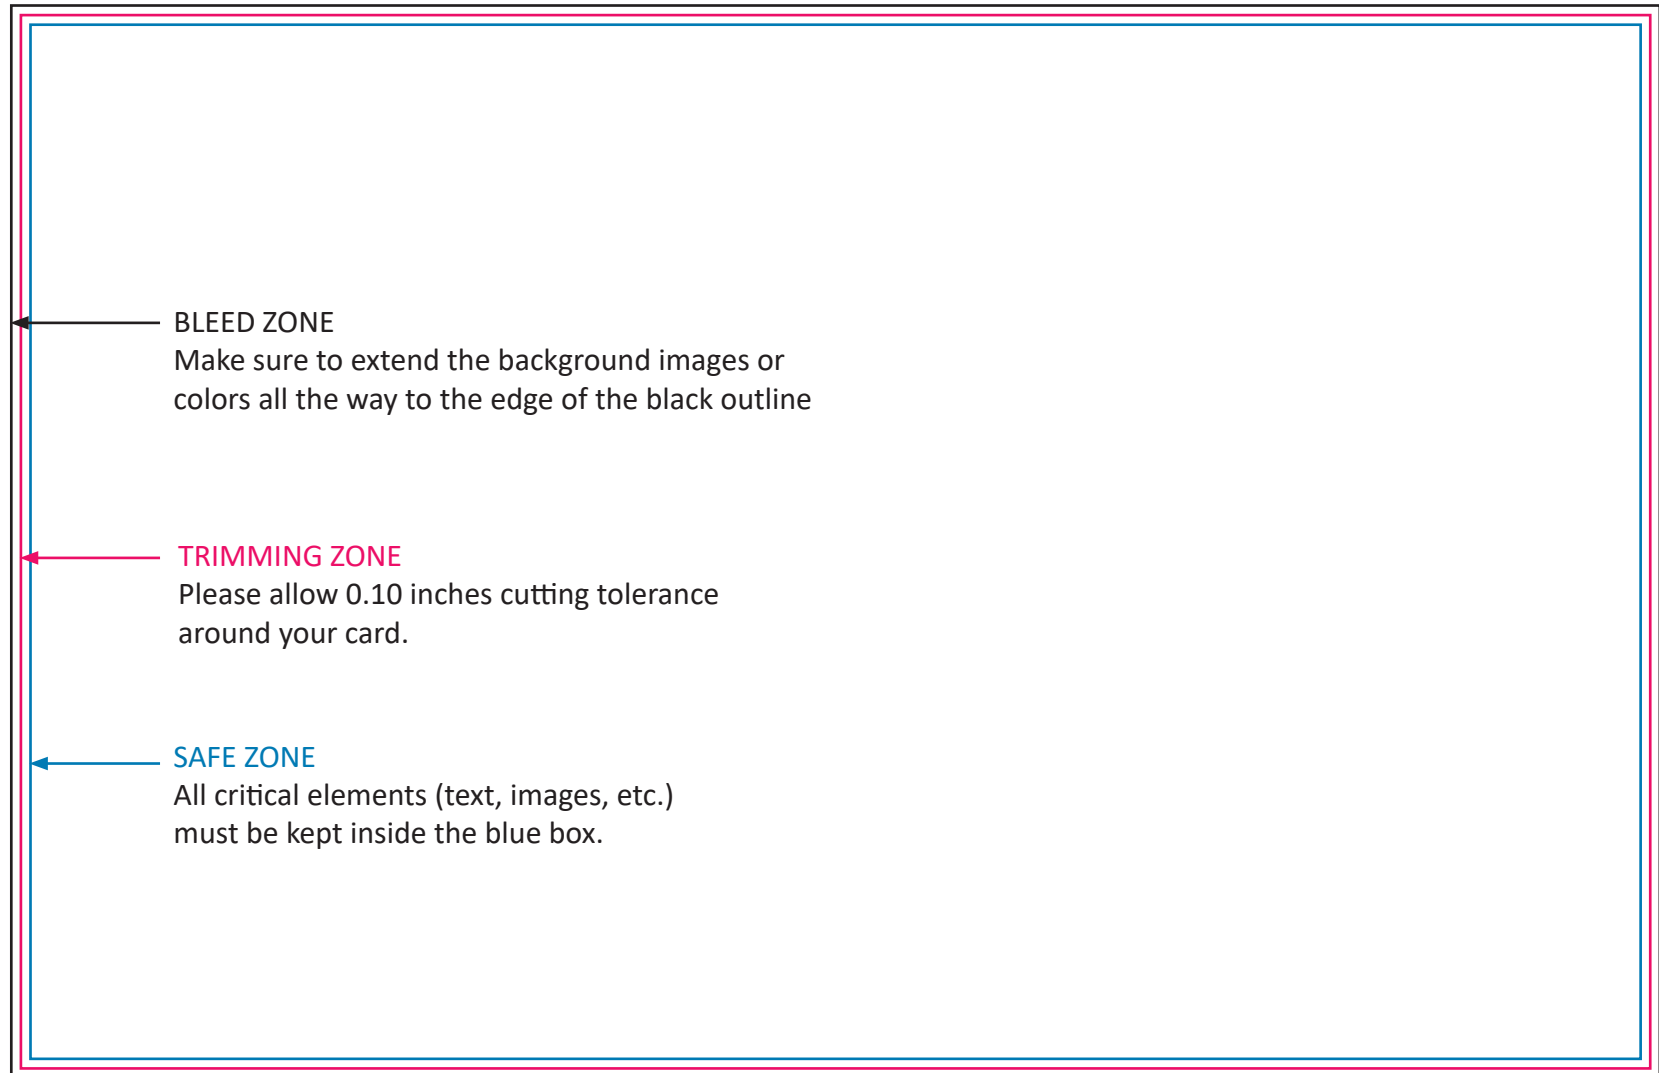 BLEED ZONE
Make sure to extend the background images or
colors all the way to the edge of the black outline
TRIMMING ZONE
Please allow 0.10 inches cutting tolerance
around your card.
SAFE ZONE
All critical elements (text, images, etc.)
must be kept inside the blue box.